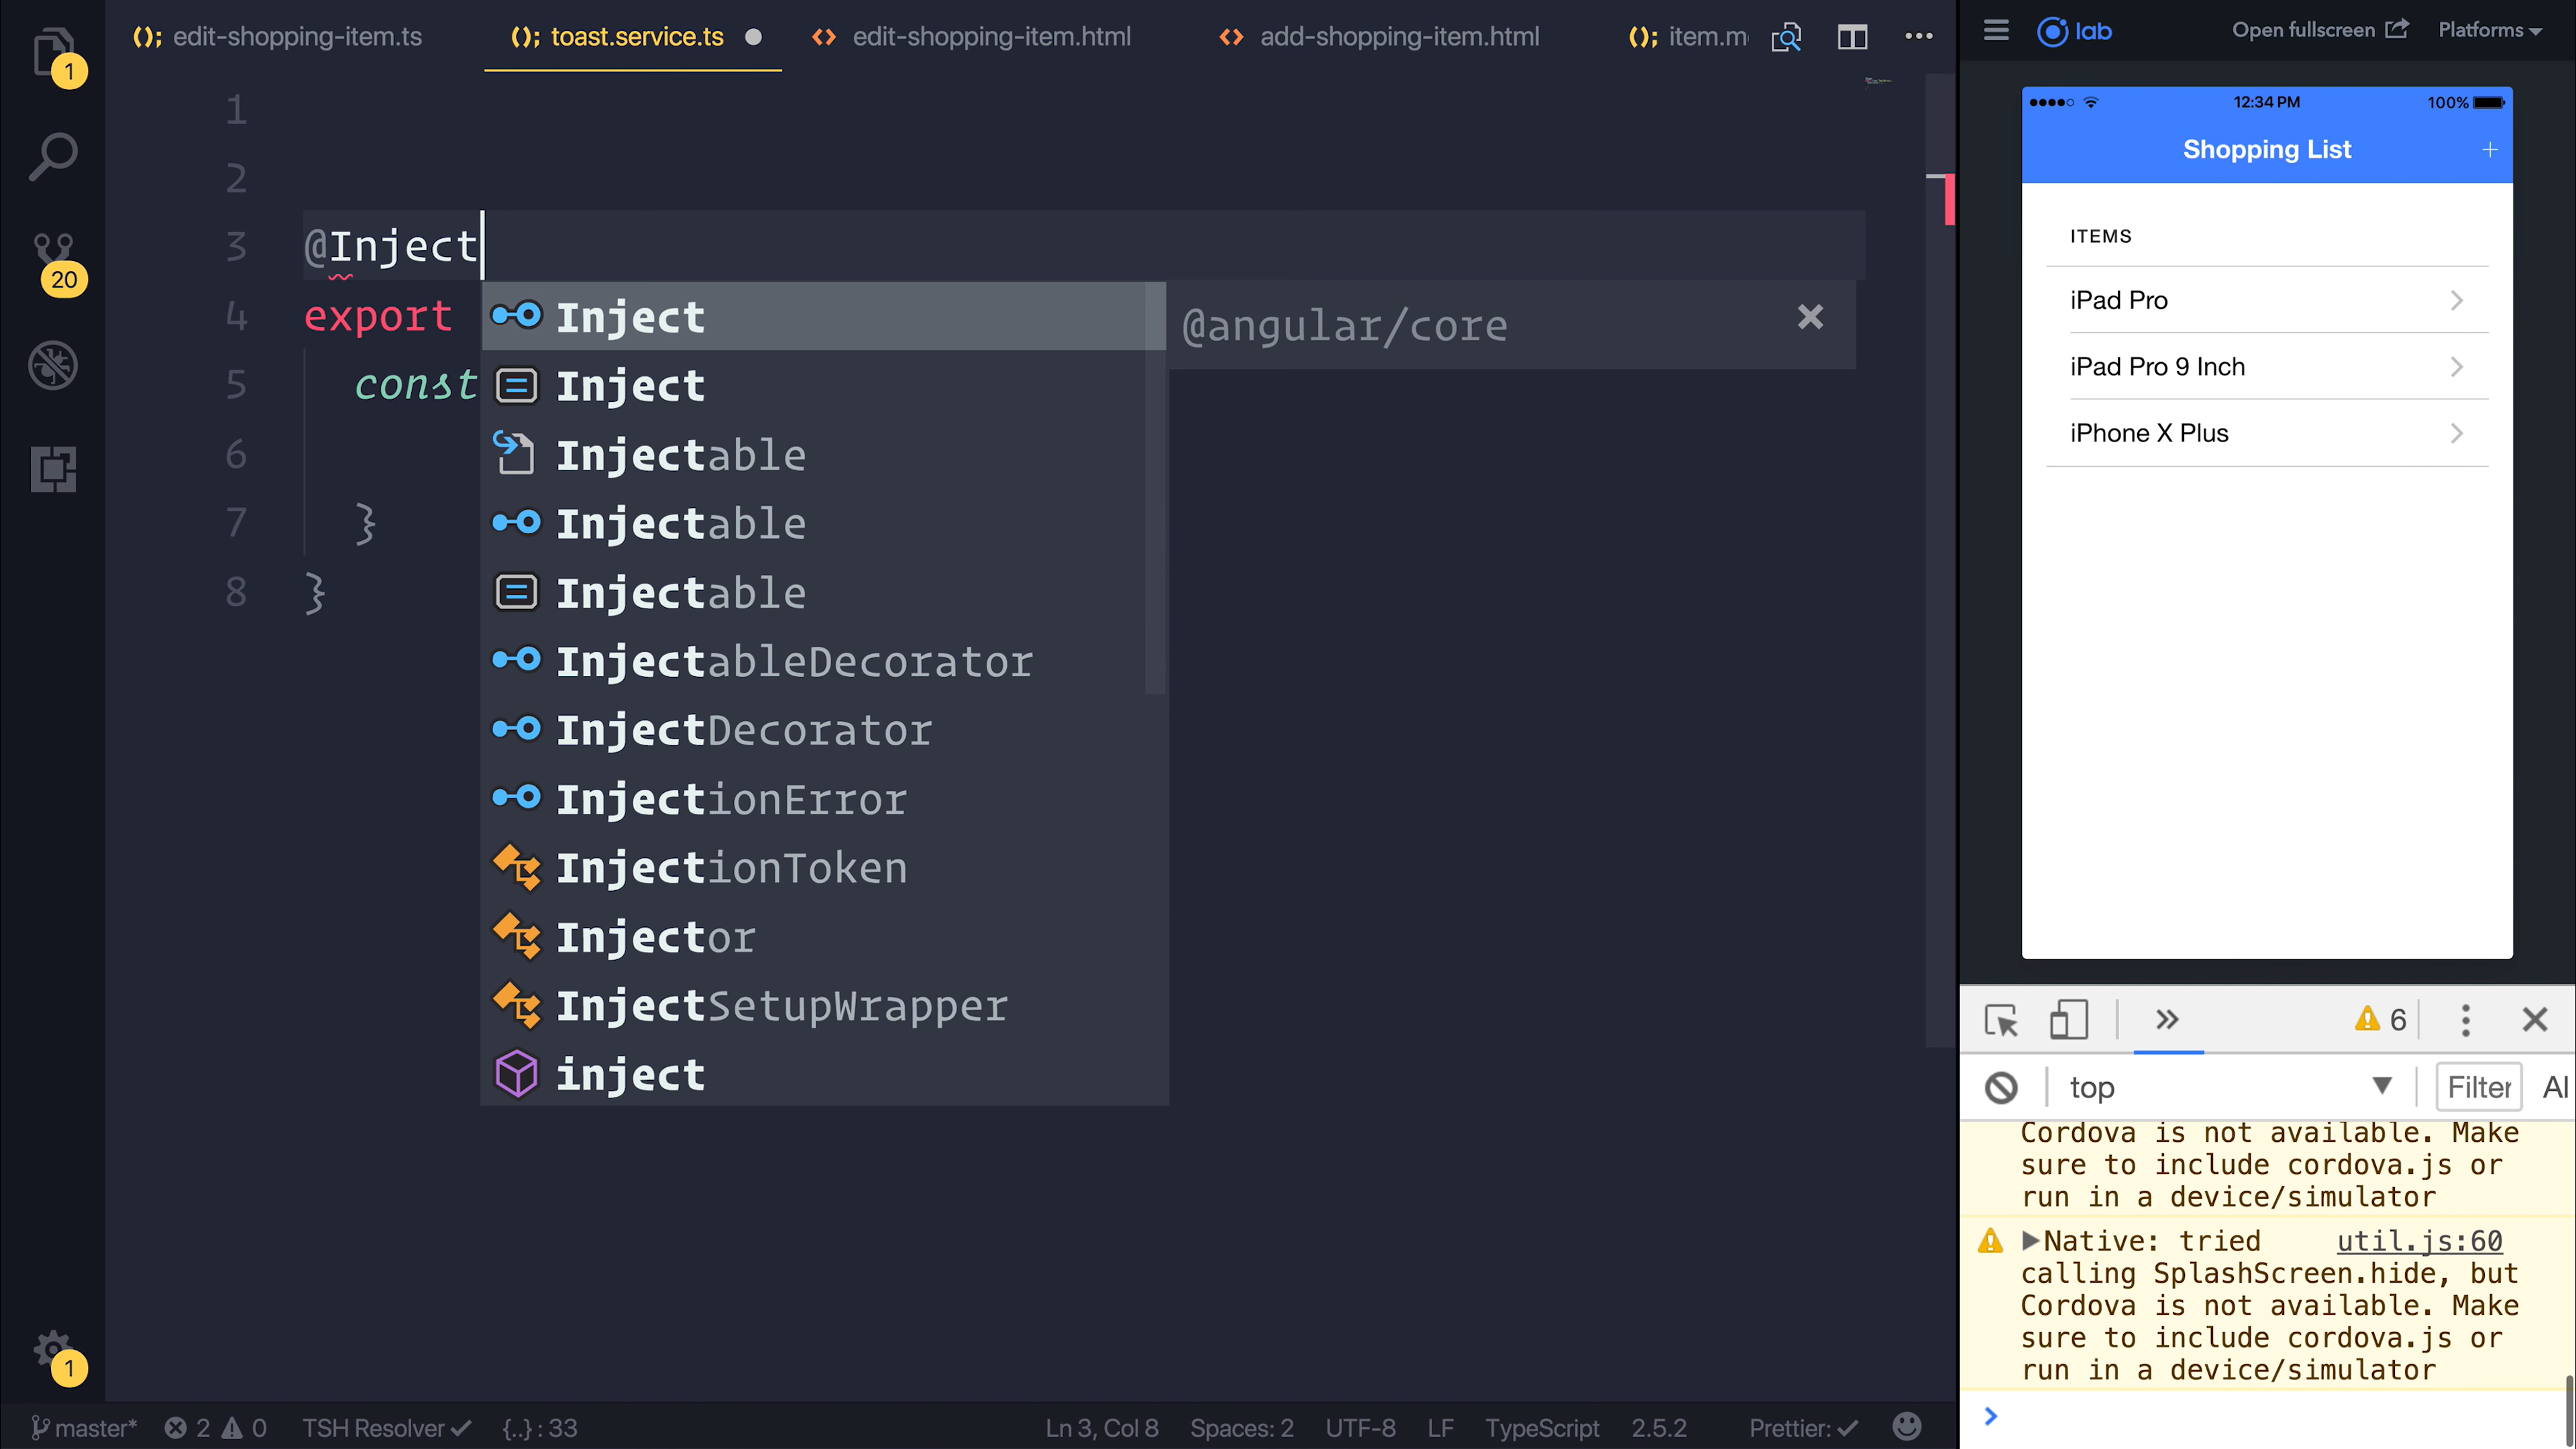 edit-shopping-item.ts
toast.service.ts
edit-shopping-item.html
add-shopping-item.html
item.m
1
2
3 @Inject
4 export
5 const
6
7 }
8 }
Inject
@angular/core
Inject
Injectable
Injectable
Injectable
InjectableDecorator
InjectDecorator
InjectionError
InjectionToken
Injector
InjectSetupWrapper
inject
1
20
1
master* 2 0 TSH Resolver {..} : 33 Ln 3, Col 8 Spaces: 2 UTF-8 LF TypeScript 2.5.2 Prettier:
lab Open fullscreen Platforms
12:34 PM 100%
Shopping List +
ITEMS
iPad Pro
iPad Pro 9 Inch
iPhone X Plus
6
top Filter
Cordova is not available. Make
sure to include cordova.js or
run in a device/simulator
Native: tried util.js:60
calling SplashScreen.hide, but
Cordova is not available. Make
sure to include cordova.js or
run in a device/simulator